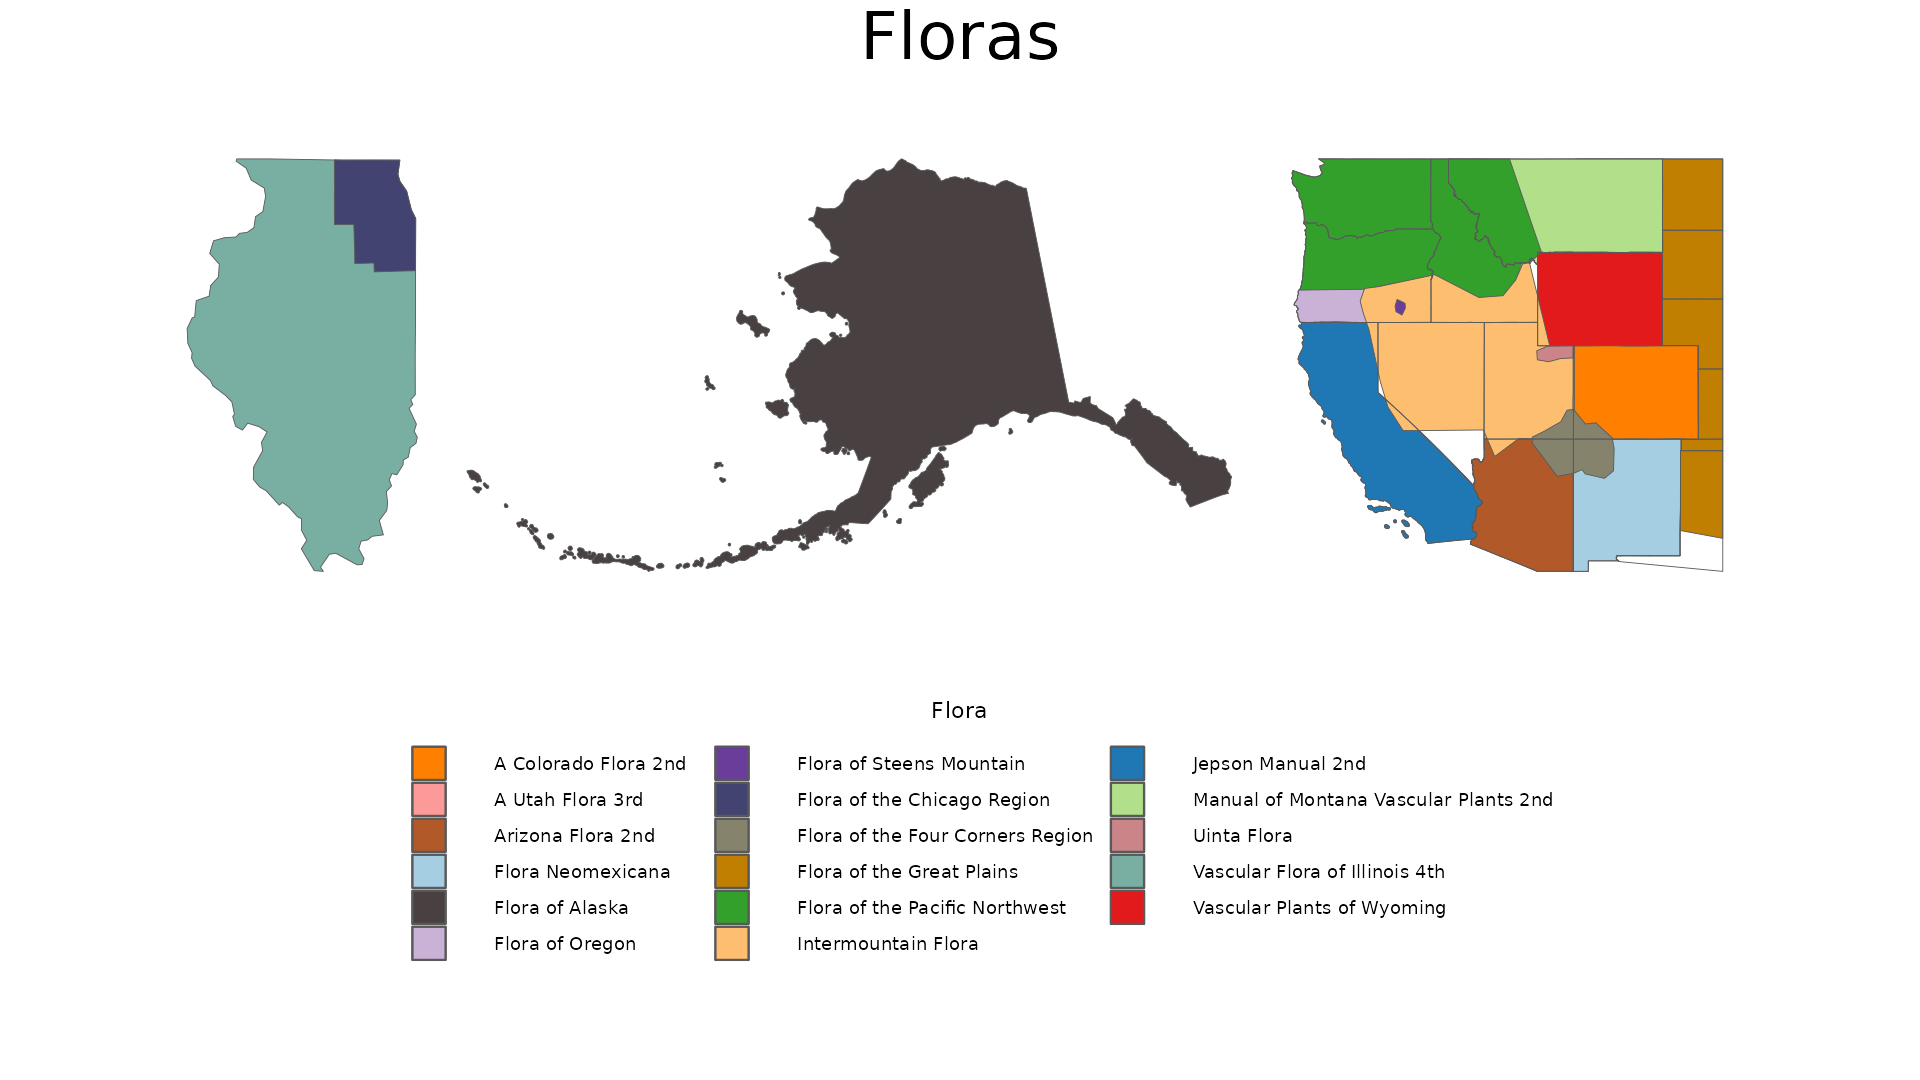 Floras
Flora
A Colorado Flora 2nd
A Utah Flora 3rd
Arizona Flora 2nd
Flora Neomexicana
Flora of Alaska
Flora of Oregon
Flora of Steens Mountain
Flora of the Chicago Region
Flora of the Four Corners Region
Flora of the Great Plains
Flora of the Pacific Northwest
Intermountain Flora
Jepson Manual 2nd
Manual of Montana Vascular Plants 2nd
Uinta Flora
Vascular Flora of Illinois 4th
Vascular Plants of Wyoming